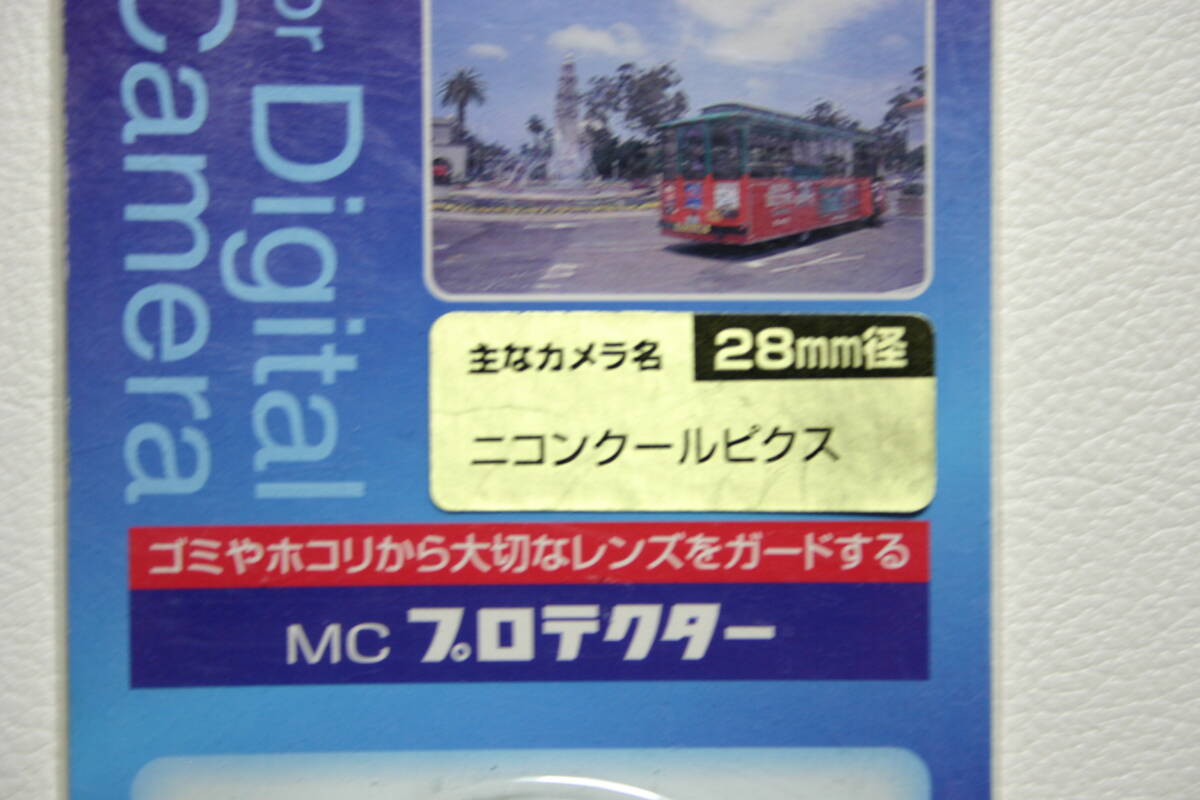 for Digital
Camera
主なカメラ名
28mm径
ニコンクールピクス
ゴミやホコリから大切なレンズをガードする
MC プロテクター